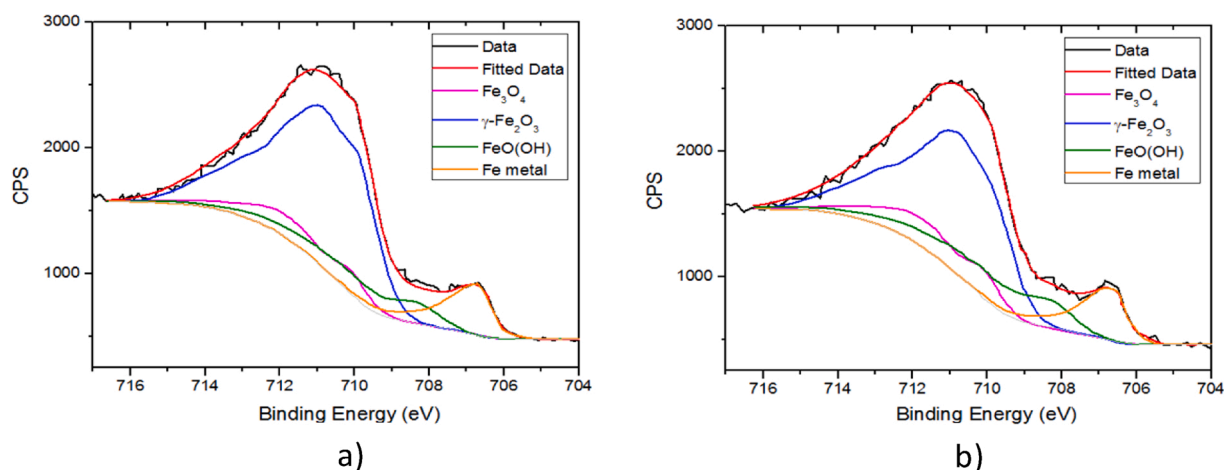 3000
2000
1000
CPS
Data
Fitted Data
Fe₃O₄
γ-Fe₂O₃
FeO(OH)
Fe metal
716 714 712 710 708 706 704
Binding Energy (eV)
a)
3000
2000
1000
CPS
Data
Fitted Data
Fe₃O₄
γ-Fe₂O₃
FeO(OH)
Fe metal
716 714 712 710 708 706 704
Binding Energy (eV)
b)